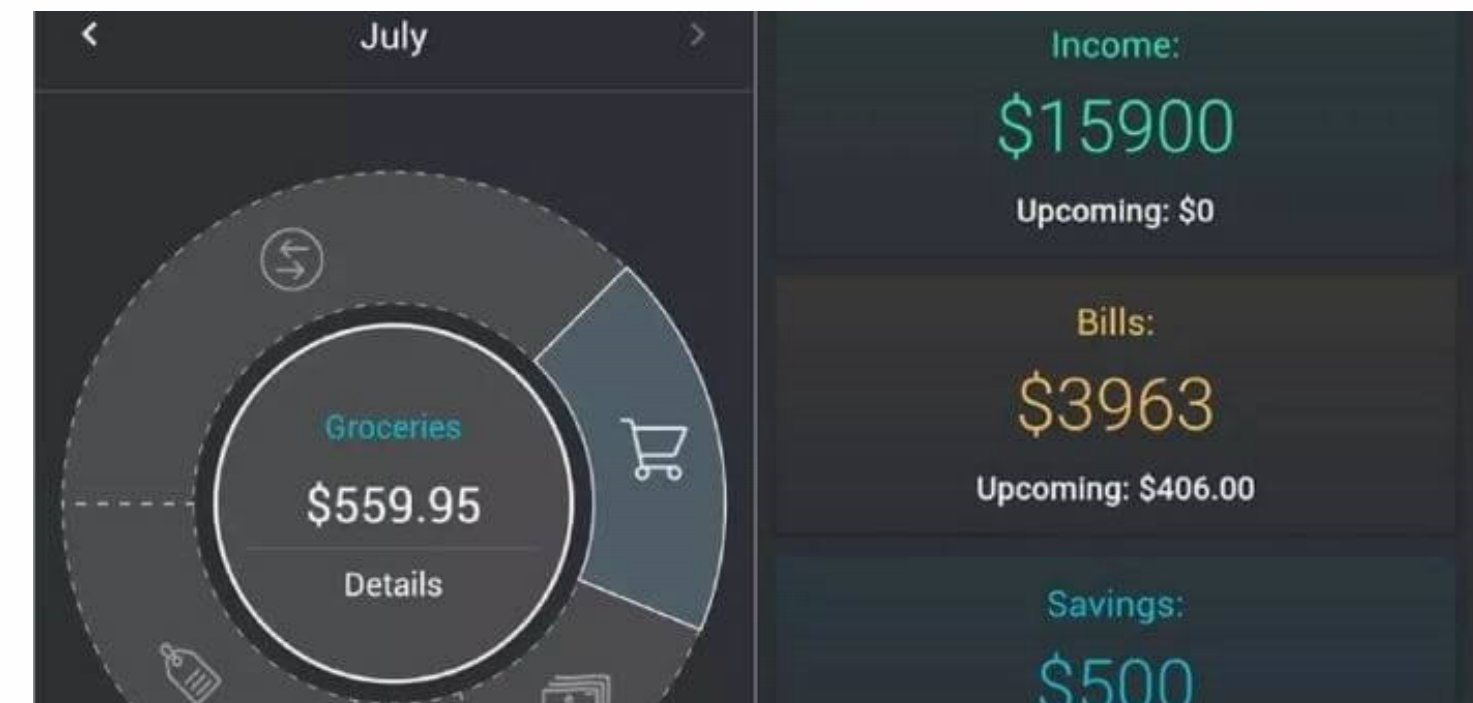 July
Groceries
$559.95
Details
Income:
$15900
Upcoming: $0
Bills:
$3963
Upcoming: $406.00
Savings:
$500